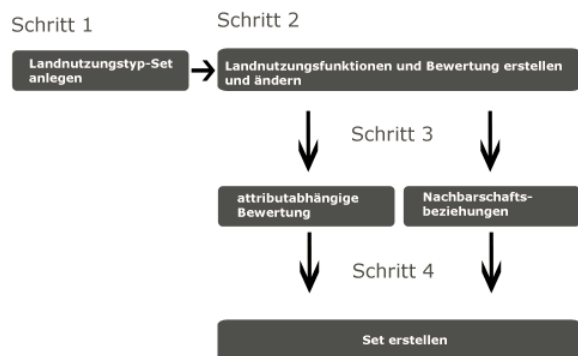 Schritt 1
Schritt 2
Landnutzungstyp-Set
anlegen
Landnutzungsfunktionen und Bewertung erstellen
und ändern
Schritt 3
attributabhängige
Bewertung
Nachbarschafts-
beziehungen
Schritt 4
Set erstellen